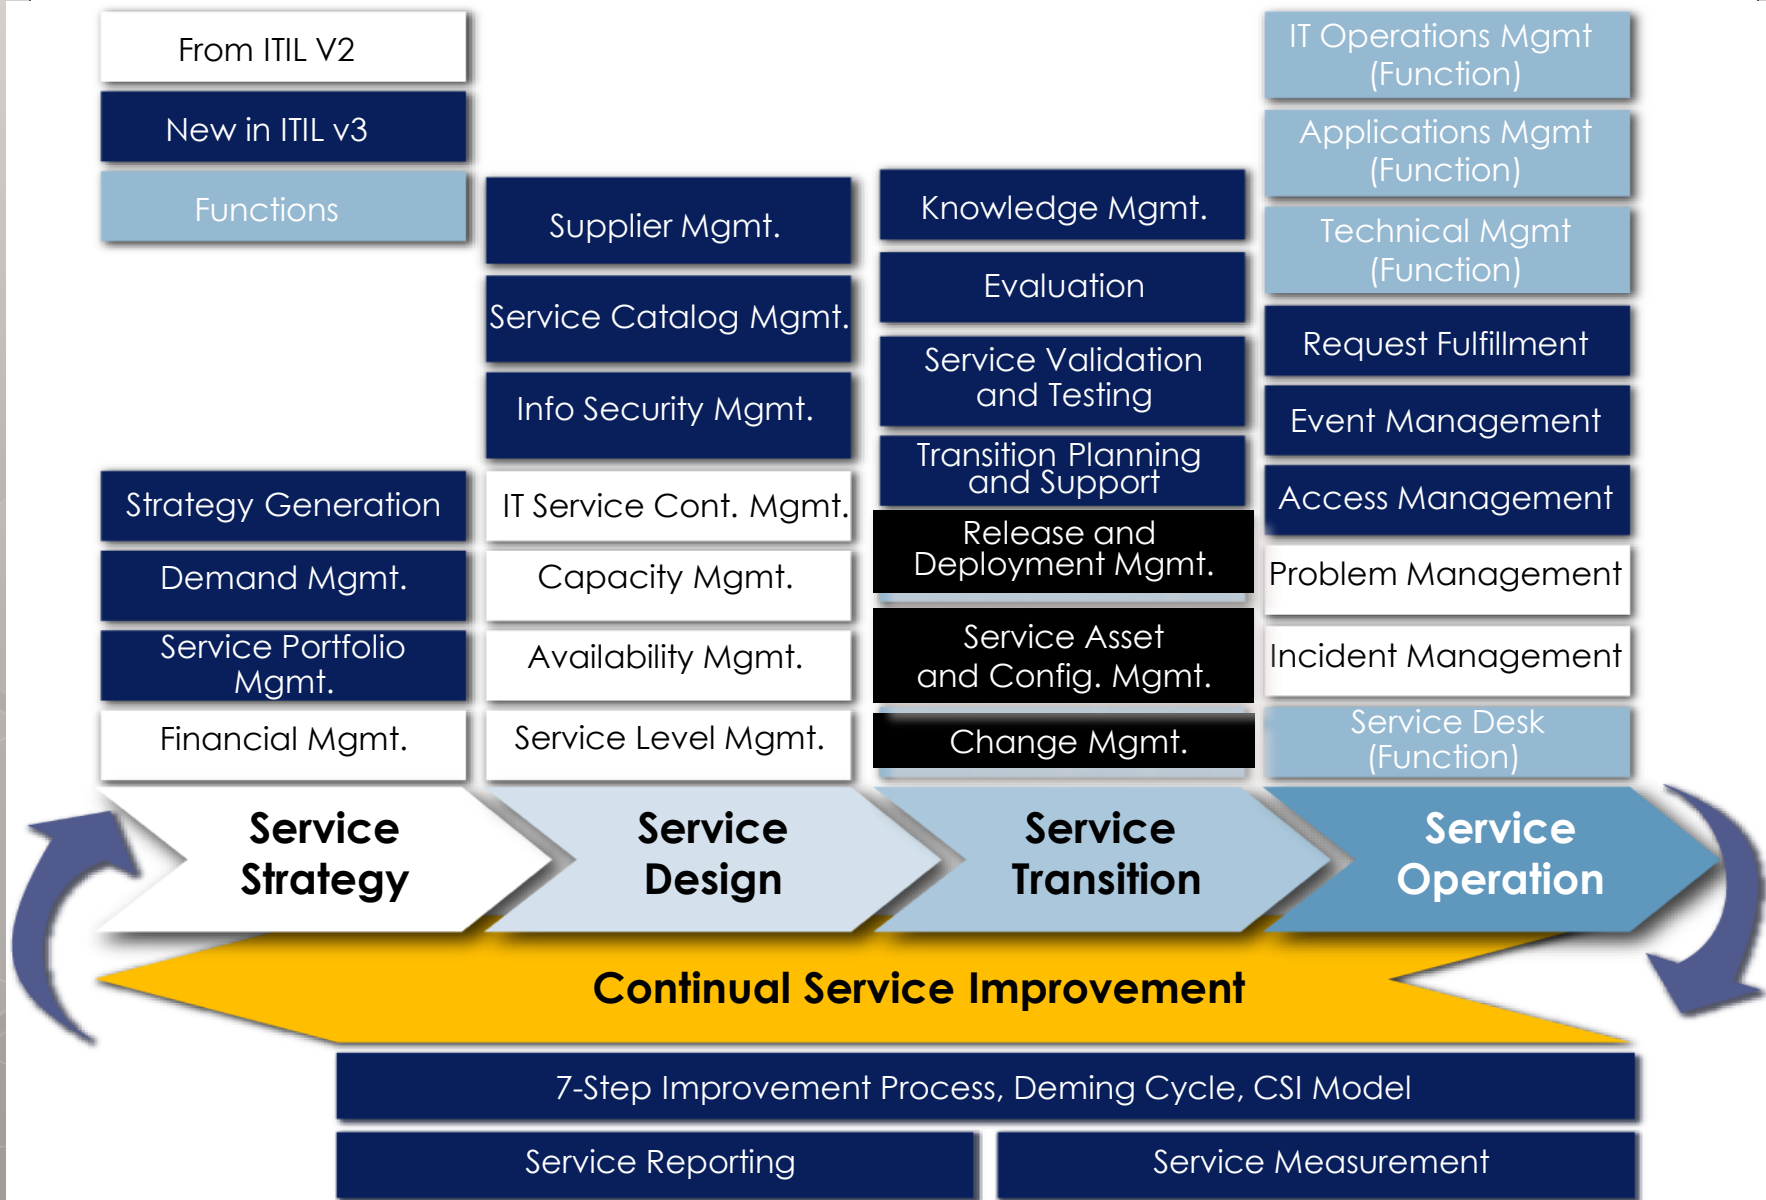 From ITIL V2
New in ITIL v3
Functions
Strategy Generation
Demand Mgmt.
Service Portfolio
Mgmt.
Financial Mgmt.
Supplier Mgmt.
Service Catalog Mgmt.
Info Security Mgmt.
IT Service Cont. Mgmt.
Capacity Mgmt.
Availability Mgmt.
Service Level Mgmt.
Knowledge Mgmt.
Evaluation
Service Validation
and Testing
Transition Planning
and Support
Release and
Deployment Mgmt.
Service Asset
and Config. Mgmt.
Change Mgmt.
IT Operations Mgmt
(Function)
Applications Mgmt
(Function)
Technical Mgmt
(Function)
Request Fulfillment
Event Management
Access Management
Problem Management
Incident Management
Service Desk
(Function)
Service
Strategy
Service
Design
Service
Transition
Service
Operation
Continual Service Improvement
7-Step Improvement Process, Deming Cycle, CSI Model
Service Reporting
Service Measurement